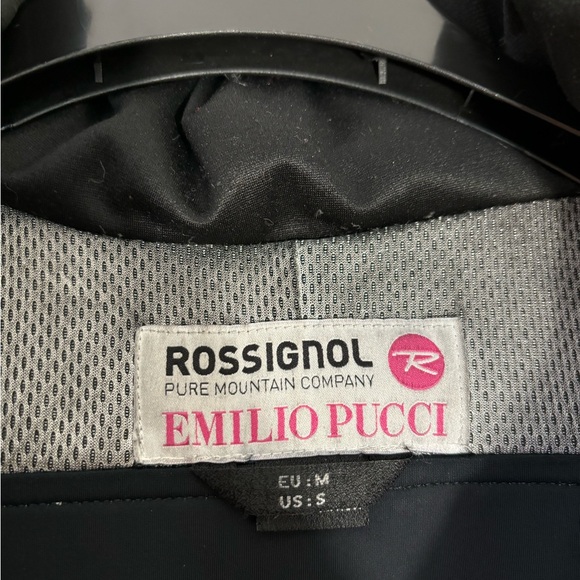 ROSSIGNOL
PURE MOUNTAIN COMPANY
R
EMILIO PUCCI
EU:M
US:S